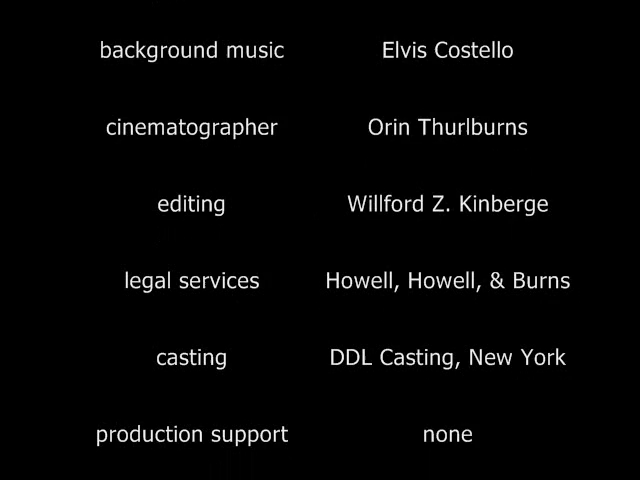 background music Elvis Costello
cinematographer Orin Thurlburns
editing Willford Z. Kinberge
legal services Howell, Howell, & Burns
casting DDL Casting, New York
production support none